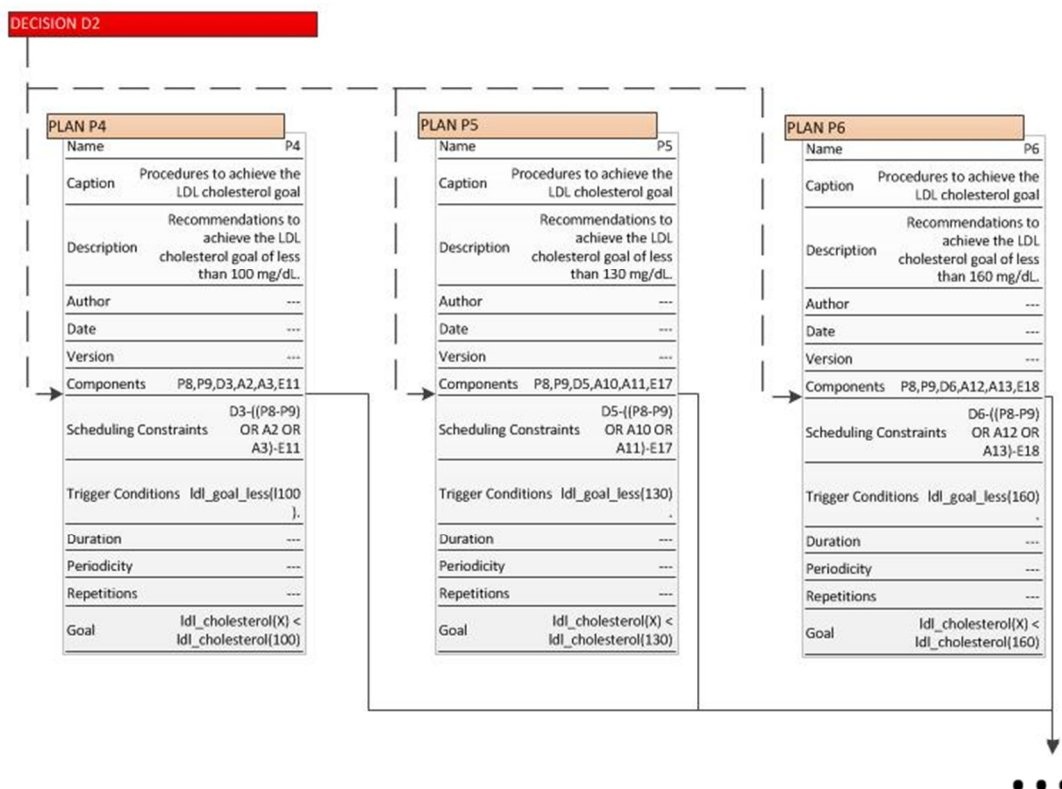 DECISION D2
PLAN P4
Name P4
Caption Procedures to achieve the
LDL cholesterol goal
Description Recommendations to
achieve the LDL
cholesterol goal of less
than 100 mg/dL.
Author ---
Date ---
Version ---
Components P8,P9,D3,A2,A3,E11
Scheduling Constraints D3-((P8-P9)
OR A2 OR
A3)-E11
Trigger Conditions ldl_goal_less(l100
).
Duration ---
Periodicity ---
Repetitions ---
Goal ldl_cholesterol(X) <
ldl_cholesterol(100)
PLAN P5
Name P5
Caption Procedures to achieve the
LDL cholesterol goal
Description Recommendations to
achieve the LDL
cholesterol goal of less
than 130 mg/dL.
Author ---
Date ---
Version ---
Components P8,P9,D5,A10,A11,E17
Scheduling Constraints D5-((P8-P9)
OR A10 OR
A11)-E17
Trigger Conditions ldl_goal_less(130)
.
Duration ---
Periodicity ---
Repetitions ---
Goal ldl_cholesterol(X) <
ldl_cholesterol(130)
PLAN P6
Name P6
Caption Procedures to achieve the
LDL cholesterol goal
Description Recommendations to
achieve the LDL
cholesterol goal of less
than 160 mg/dL.
Author ---
Date ---
Version ---
Components P8,P9,D6,A12,A13,E18
Scheduling Constraints D6-((P8-P9)
OR A12 OR
A13)-E18
Trigger Conditions ldl_goal_less(160)
.
Duration ---
Periodicity ---
Repetitions ---
Goal ldl_cholesterol(X) <
ldl_cholesterol(160)
...